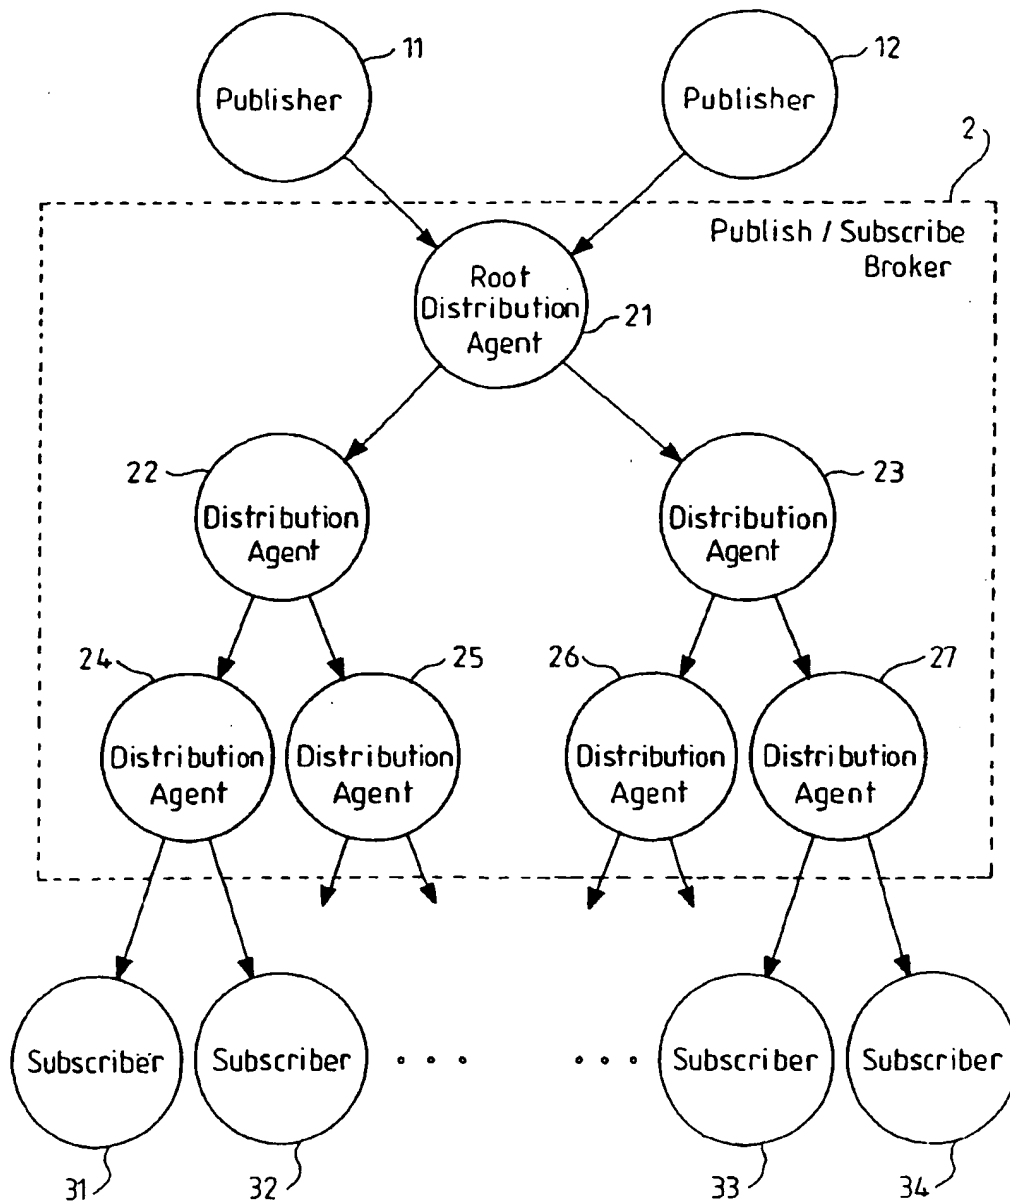 11
12
Publisher
Publisher
2
Publish / Subscribe
Broker
Root
Distribution
Agent
21
22
23
Distribution
Agent
Distribution
Agent
24
25
26
27
Distribution
Agent
Distribution
Agent
Distribution
Agent
Distribution
Agent
Subscriber
Subscriber
Subscriber
Subscriber
31
32
33
34